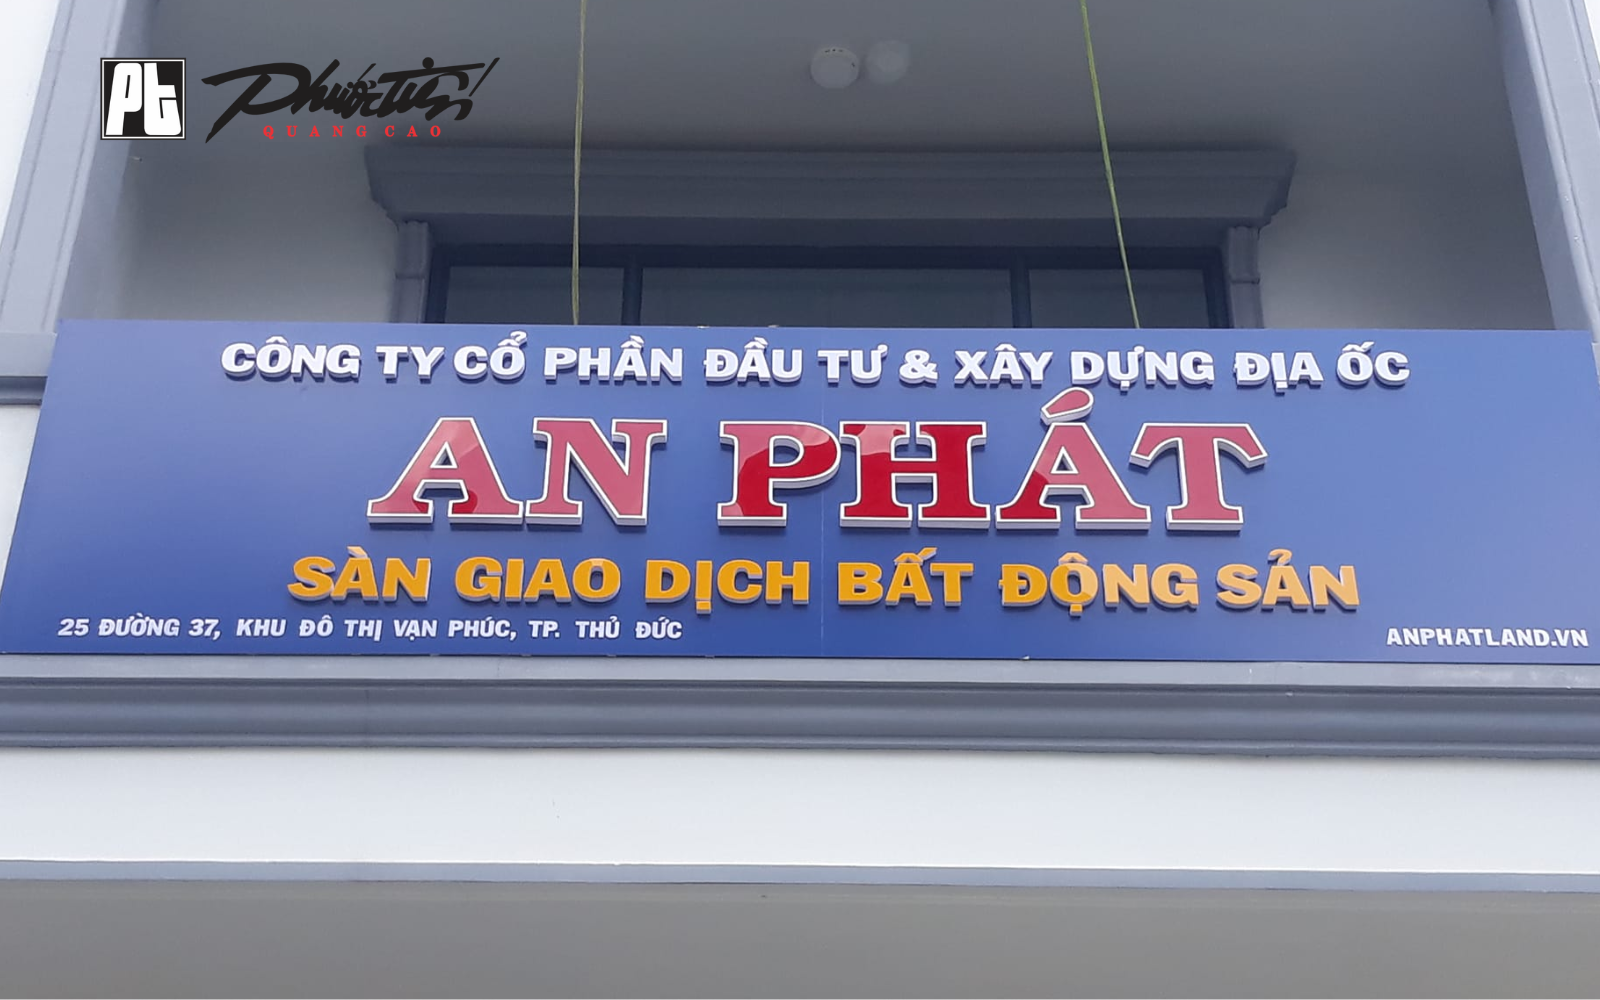 Pt Phước Tiến
QUANG CAO
CÔNG TY CỔ PHẦN ĐẦU TƯ & XÂY DỰNG ĐỊA ỐC
AN PHÁT
SÀN GIAO DỊCH BẤT ĐỘNG SẢN
25 ĐƯỜNG 37, KHU ĐÔ THỊ VẠN PHÚC, TP. THỦ ĐỨC
ANPHATLAND.VN